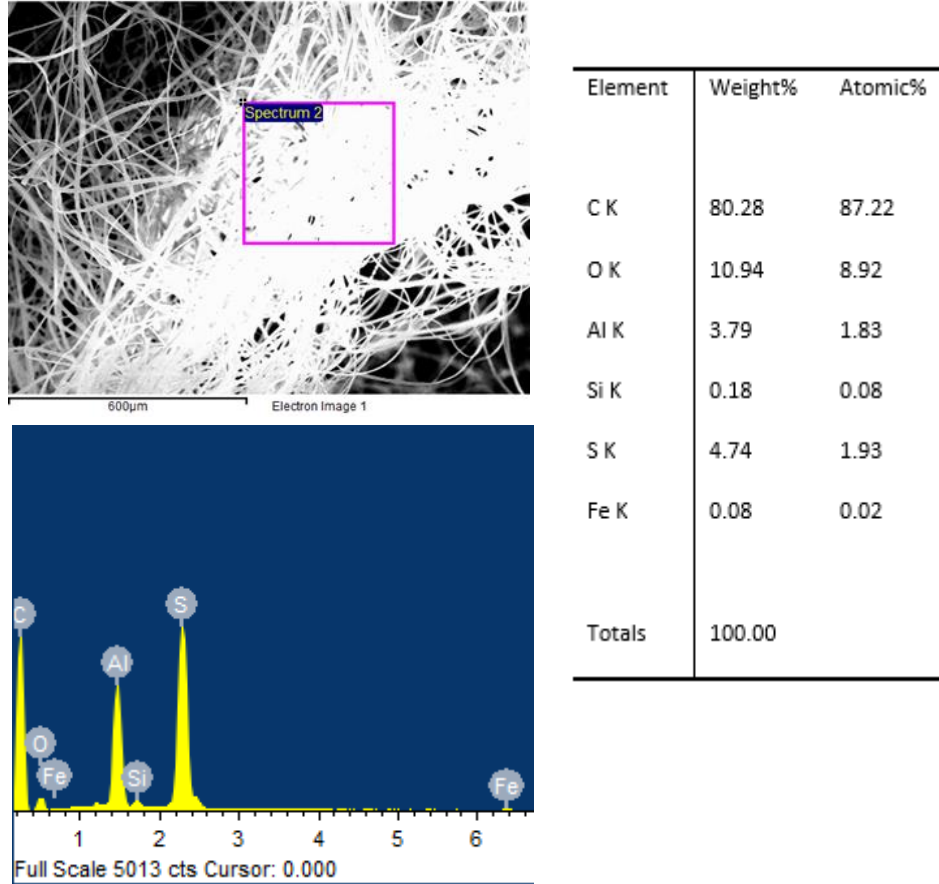 Spectrum 2
600µm Electron Image 1
C
O
Fe
Al
Si
S
Fe
1 2 3 4 5 6
Full Scale 5013 cts Cursor: 0.000
Element Weight% Atomic%
C K 80.28 87.22
O K 10.94 8.92
Al K 3.79 1.83
Si K 0.18 0.08
S K 4.74 1.93
Fe K 0.08 0.02
Totals 100.00